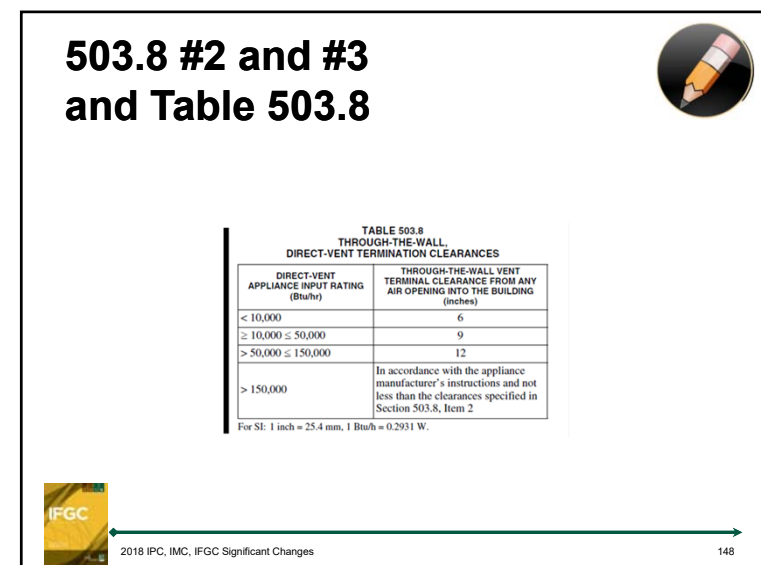 503.8 #2 and #3
and Table 503.8
TABLE 503.8
THROUGH-THE-WALL,
DIRECT-VENT TERMINATION CLEARANCES
DIRECT-VENT
APPLIANCE INPUT RATING
(Btu/hr)
THROUGH-THE-WALL VENT
TERMINAL CLEARANCE FROM ANY
AIR OPENING INTO THE BUILDING
(inches)
< 10,000
6
≥ 10,000 ≤ 50,000
9
> 50,000 ≤ 150,000
12
> 150,000
In accordance with the appliance
manufacturer's instructions and not
less than the clearances specified in
Section 503.8, Item 2
For SI: 1 inch = 25.4 mm, 1 Btu/h = 0.2931 W.
IFGC
2018 IPC, IMC, IFGC Significant Changes
148